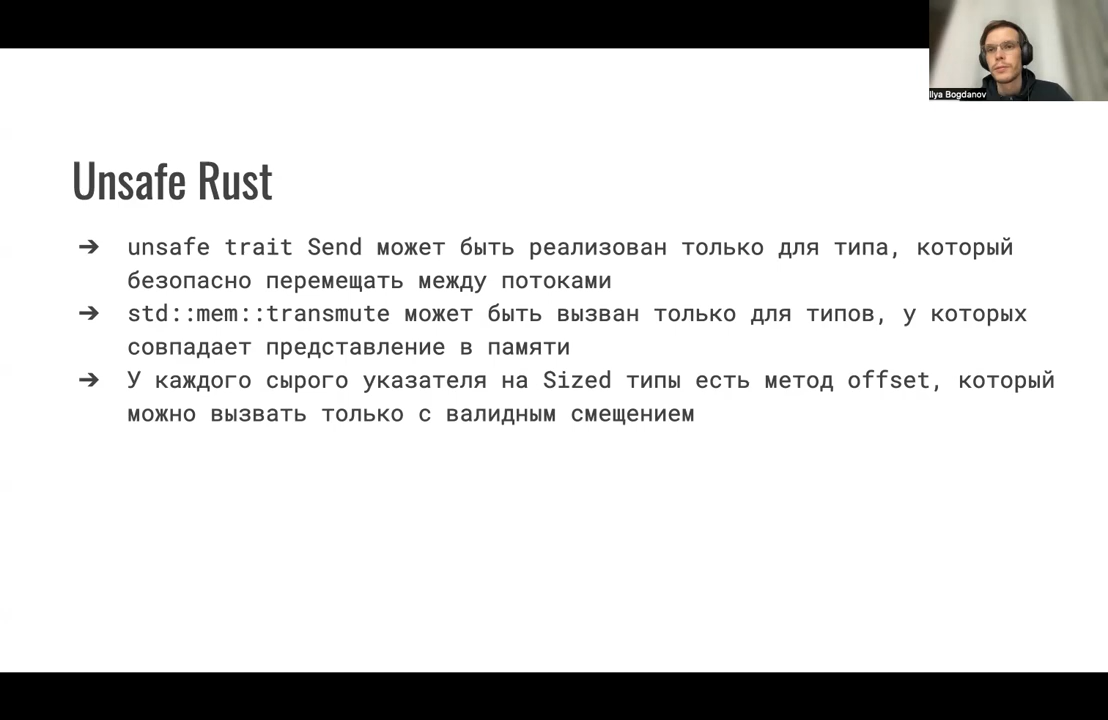 Ilya Bogdanov
Unsafe Rust
➔ unsafe trait Send может быть реализован только для типа, который
безопасно перемещать между потоками
➔ std::mem::transmute может быть вызван только для типов, у которых
совпадает представление в памяти
➔ У каждого сырого указателя на Sized типы есть метод offset, который
можно вызвать только с валидным смещением